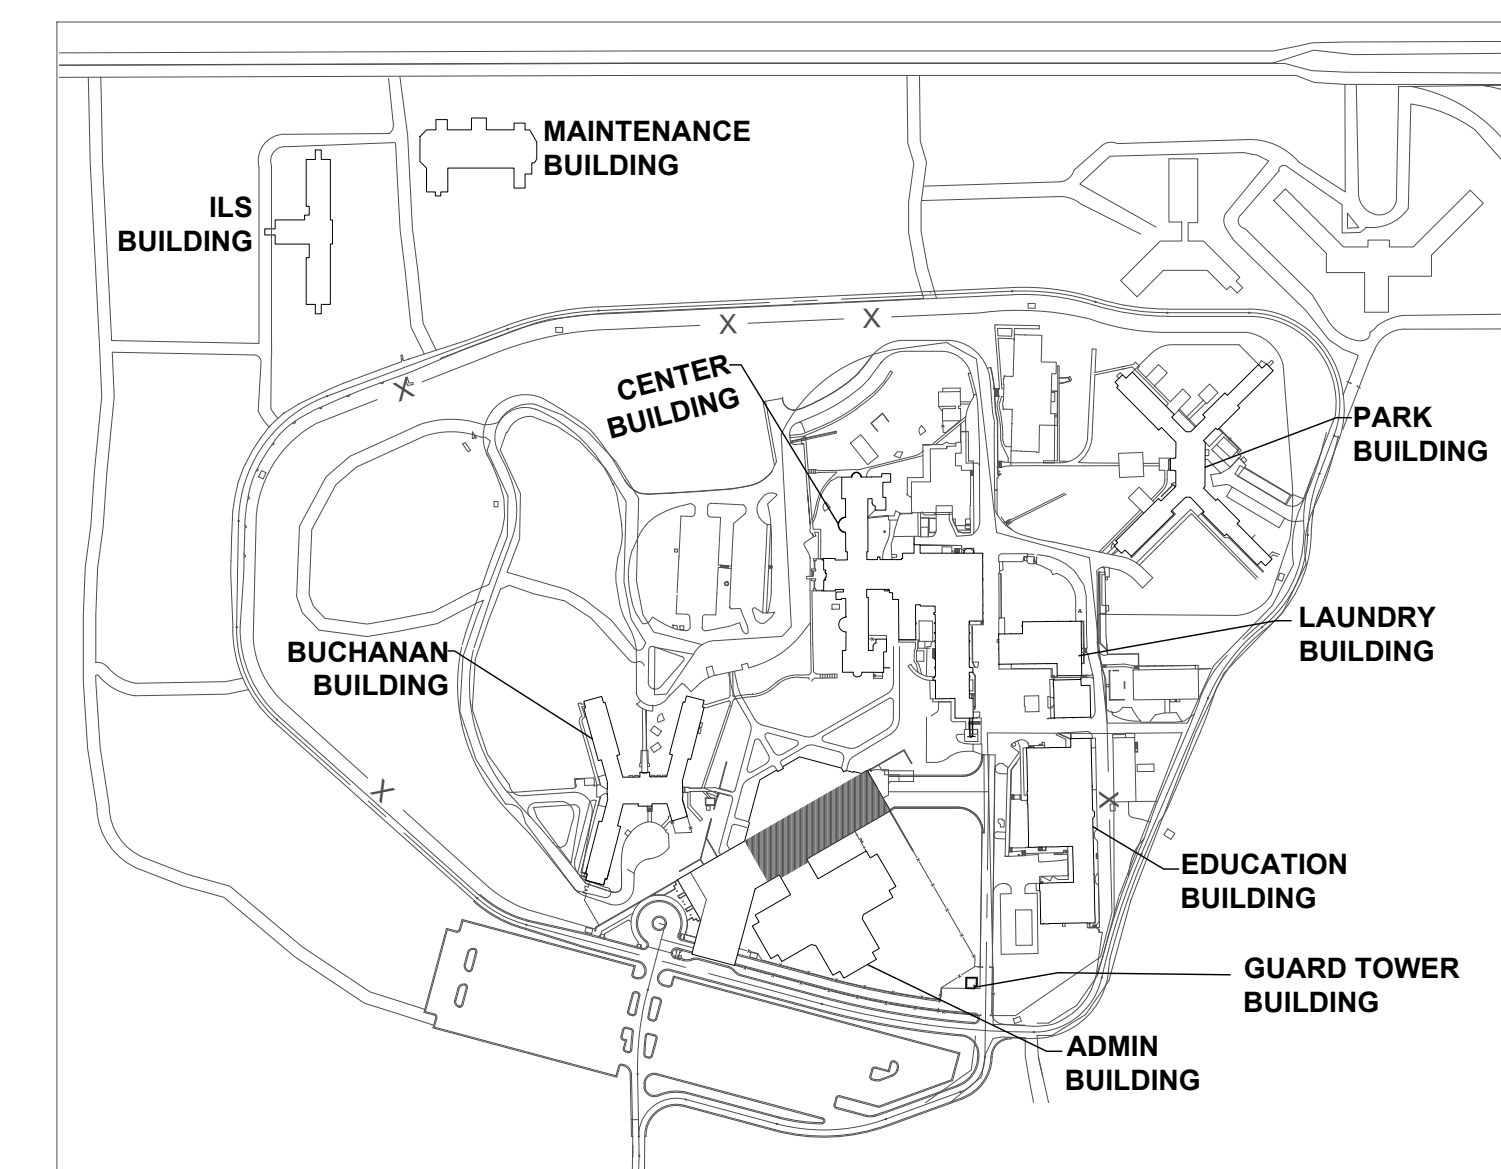 MAINTENANCE
BUILDING
ILS
BUILDING
CENTER
BUILDING
PARK
BUILDING
LAUNDRY
BUILDING
BUCHANAN
BUILDING
EDUCATION
BUILDING
GUARD TOWER
BUILDING
ADMIN
BUILDING
X
X
X
X
X